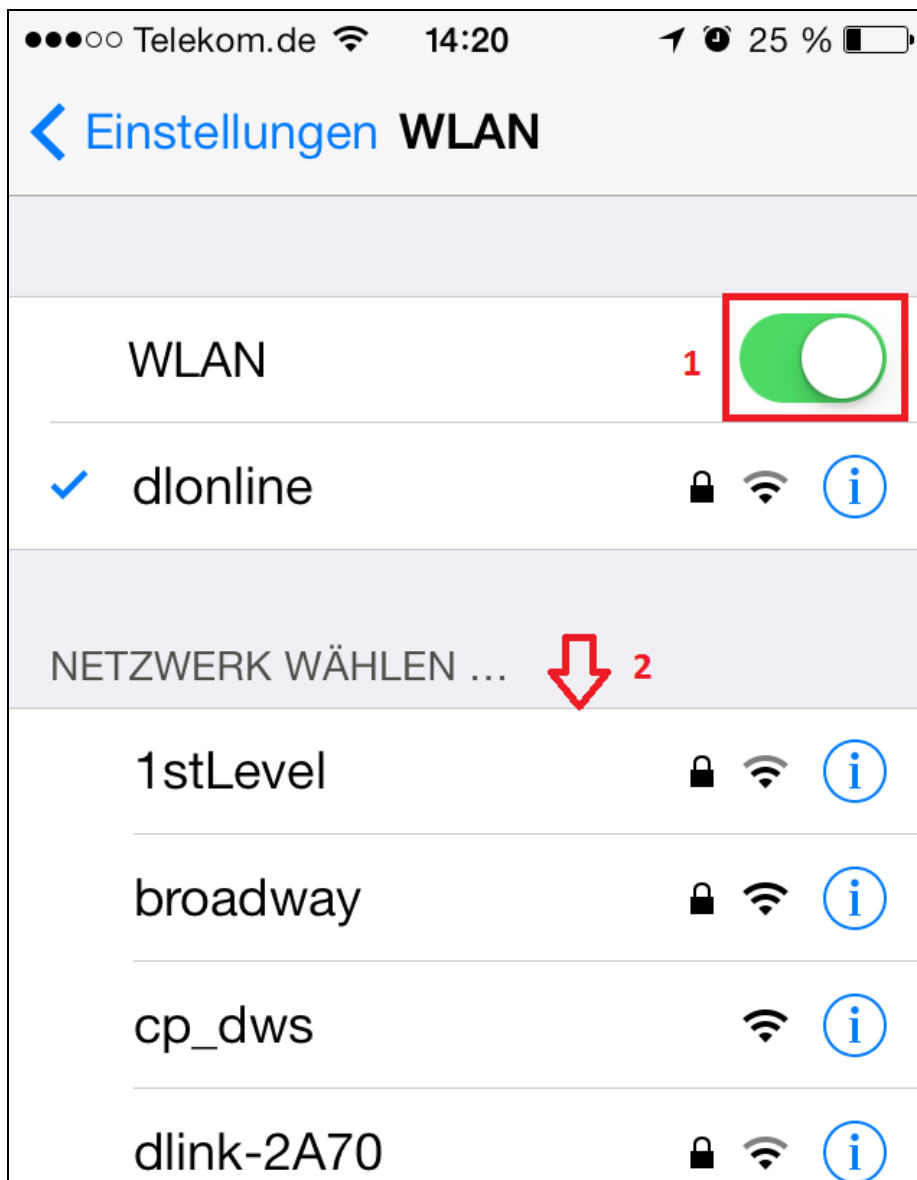 Telekom.de 14:20 25 %
Einstellungen WLAN
WLAN 1
dlonline
NETZWERK WÄHLEN ... 2
1stLevel
broadway
cp_dws
dlink-2A70